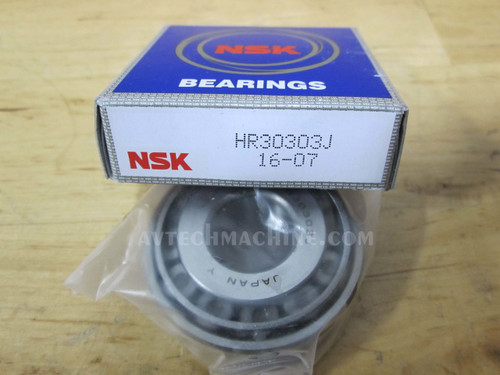 NSK
BEARINGS
HR30303J
NSK
16-07
AVTECHMACHINE.COM
JAPAN Y